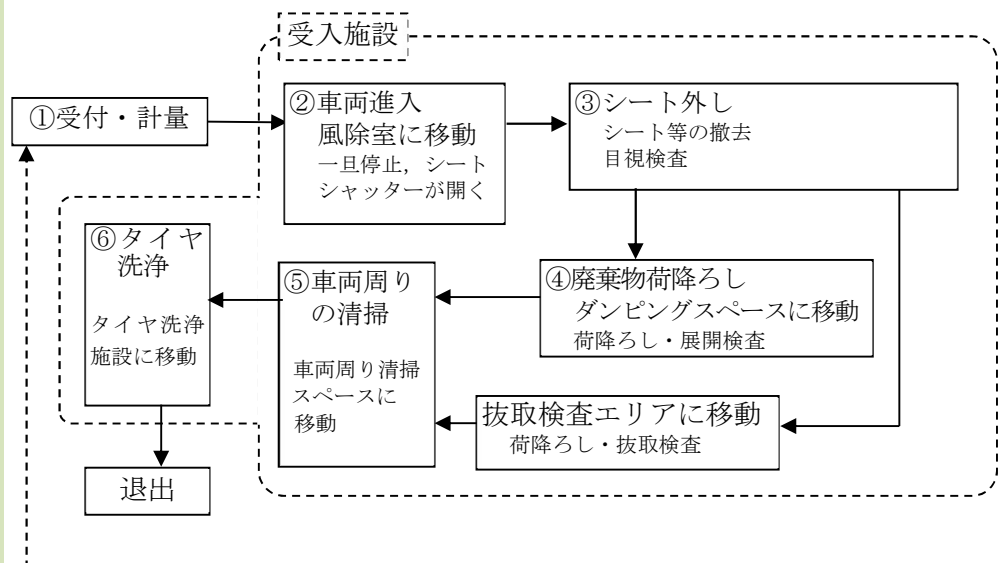 受入施設
①受付・計量
②車両進入
風除室に移動
一旦停止，シート
シャッターが開く
③シート外し
シート等の撤去
目視検査
④廃棄物荷降ろし
ダンピングスペースに移動
荷降ろし・展開検査
抜取検査エリアに移動
荷降ろし・抜取検査
⑤車両周り
の清掃
車両周り清掃
スペースに
移動
⑥タイヤ
洗浄
タイヤ洗浄
施設に移動
退出